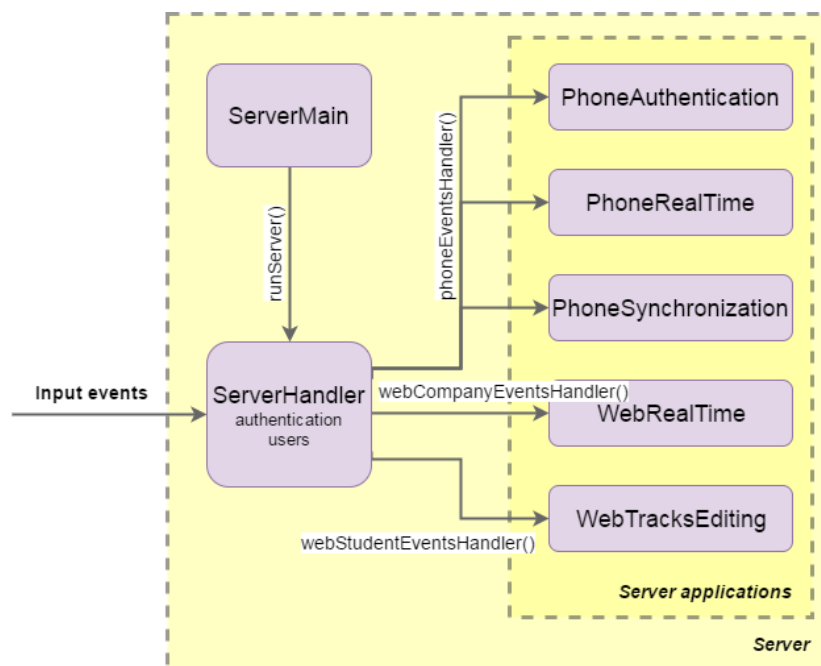 ServerMain
runServer()
Input events
ServerHandler
authentication
users
phoneEventsHandler()
webCompanyEventsHandler()
webStudentEventsHandler()
PhoneAuthentication
PhoneRealTime
PhoneSynchronization
WebRealTime
WebTracksEditing
Server applications
Server